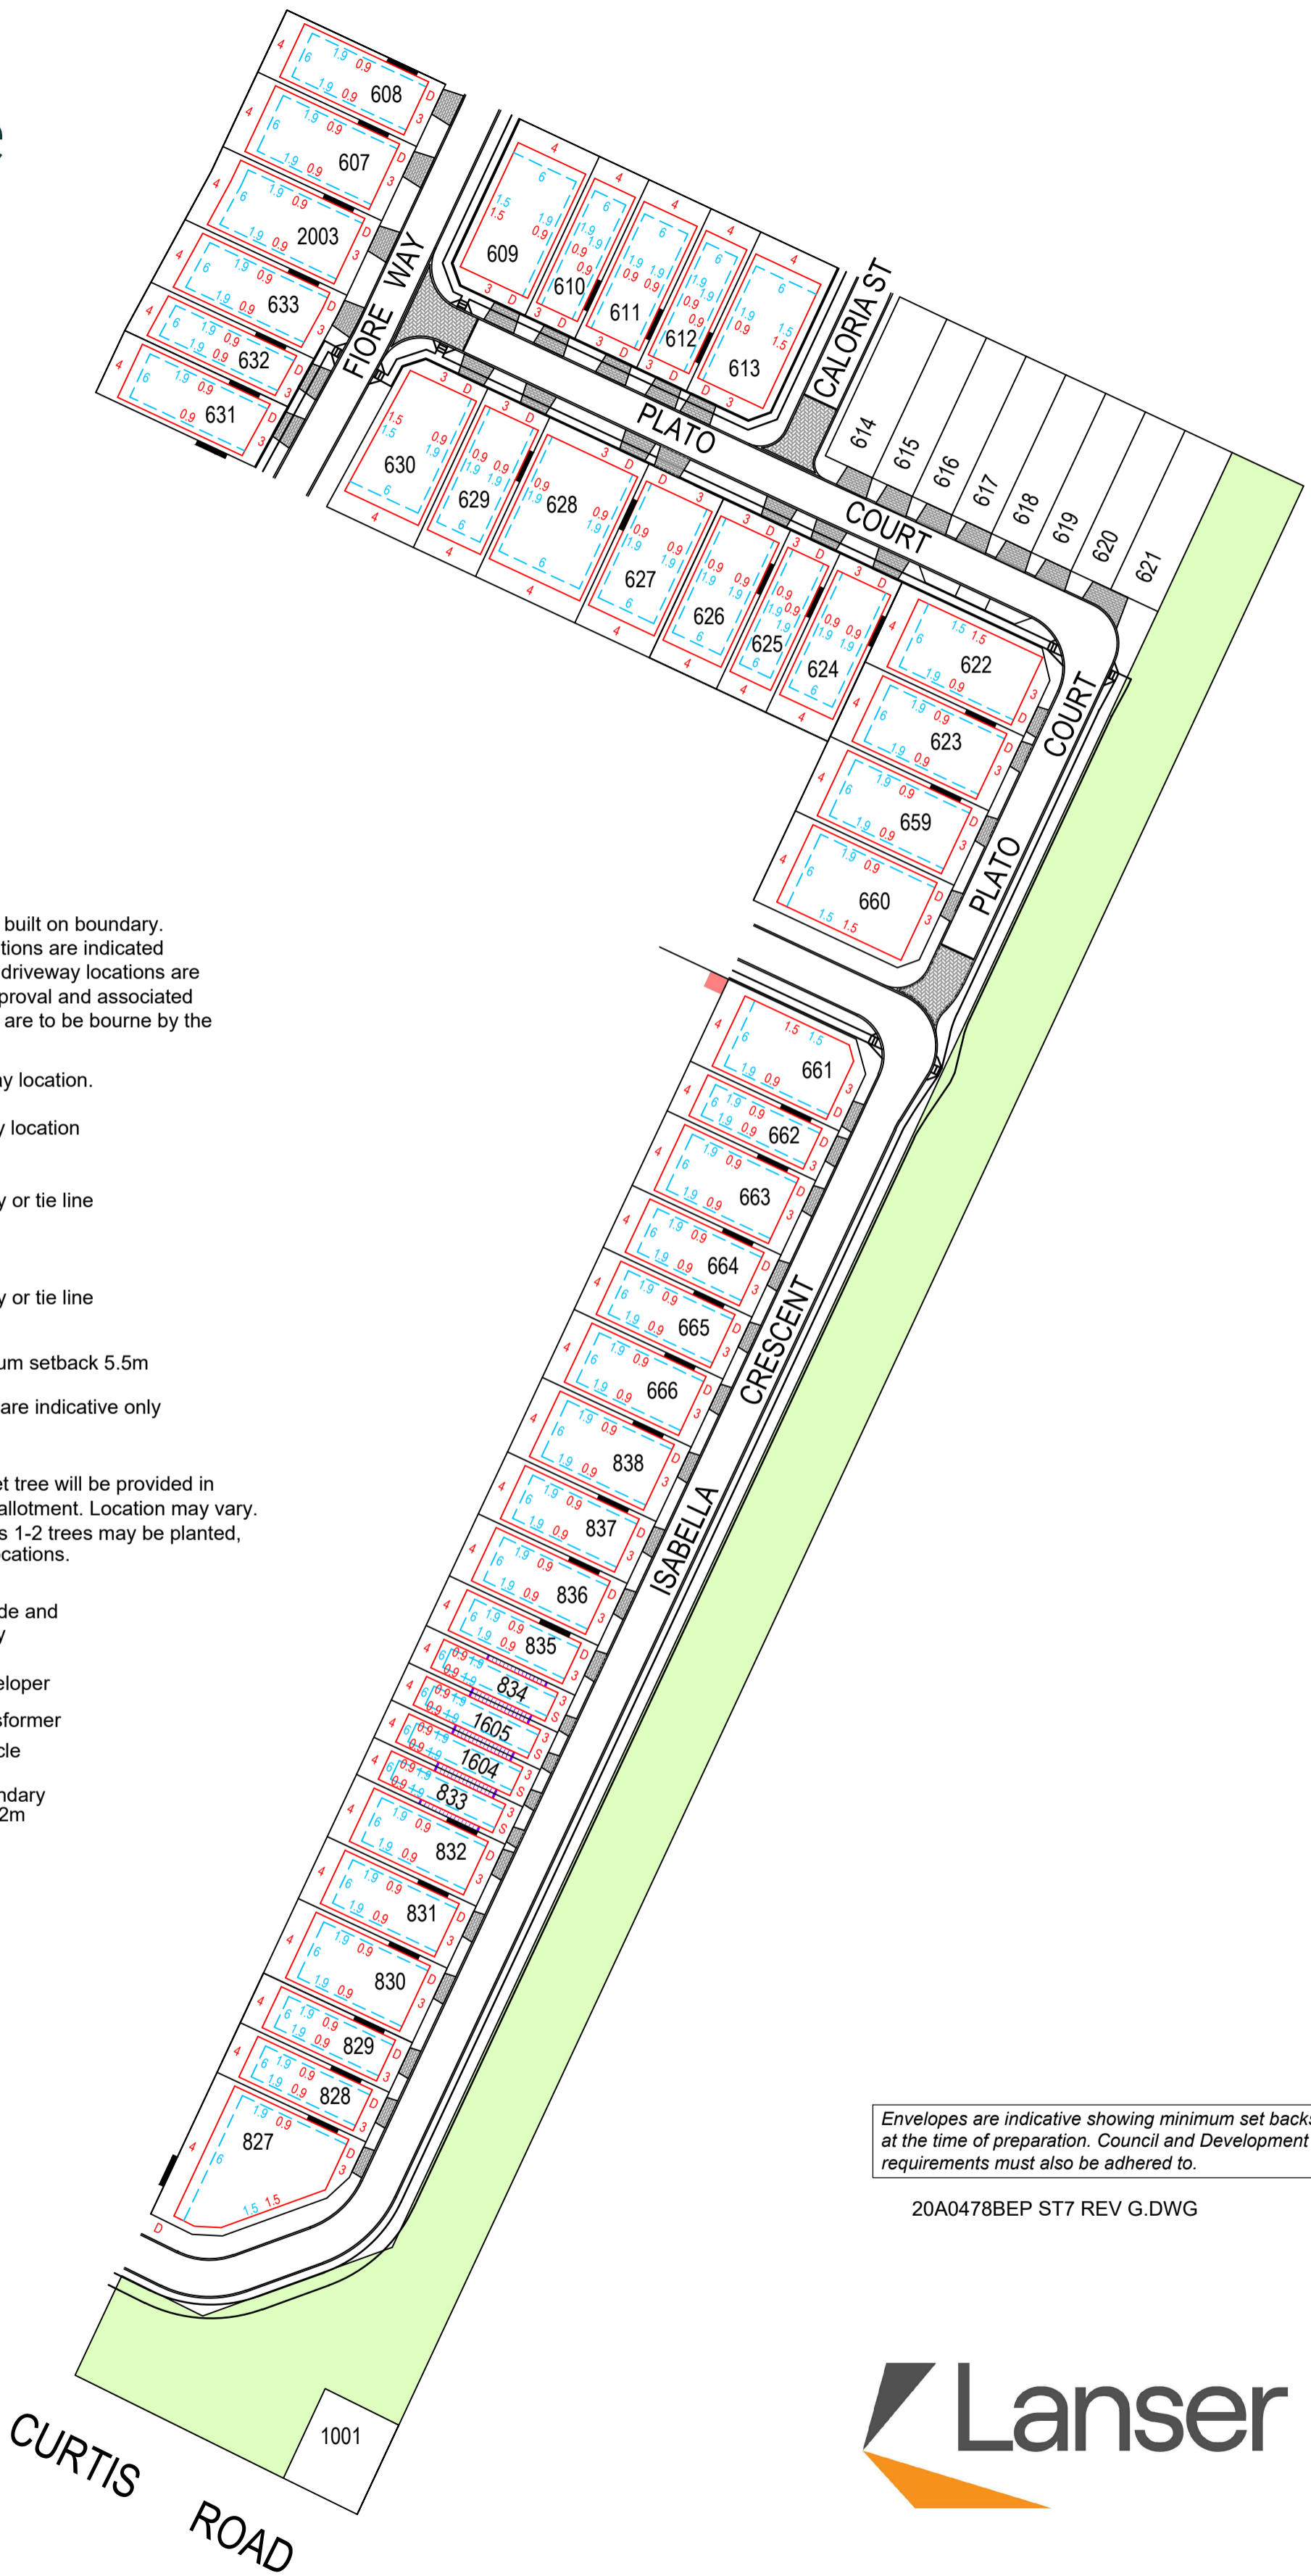 e
608
607
2003
633
632
631
FIORE WAY
609
610
611
612
613
CALORIA ST
PLATO
COURT
614
615
616
617
618
619
620
621
630
629
628
627
626
625
624
622
623
659
660
PLATO COURT
built on boundary.
tions are indicated
driveway locations are
proval and associated
are to be bourne by the
ay location.
y location
y or tie line
y or tie line
um setback 5.5m
are indicative only
et tree will be provided in
allotment. Location may vary.
s 1-2 trees may be planted,
ocations.
de and
y
eloper
sformer
cle
ndary
2m
661
662
663
664
665
666
838
837
836
835
834
1605
1604
833
832
831
830
829
828
827
ISABELLA CRESCENT
Envelopes are indicative showing minimum set backs
at the time of preparation. Council and Development
requirements must also be adhered to.
20A0478BEP ST7 REV G.DWG
1001
CURTIS ROAD
Lanser